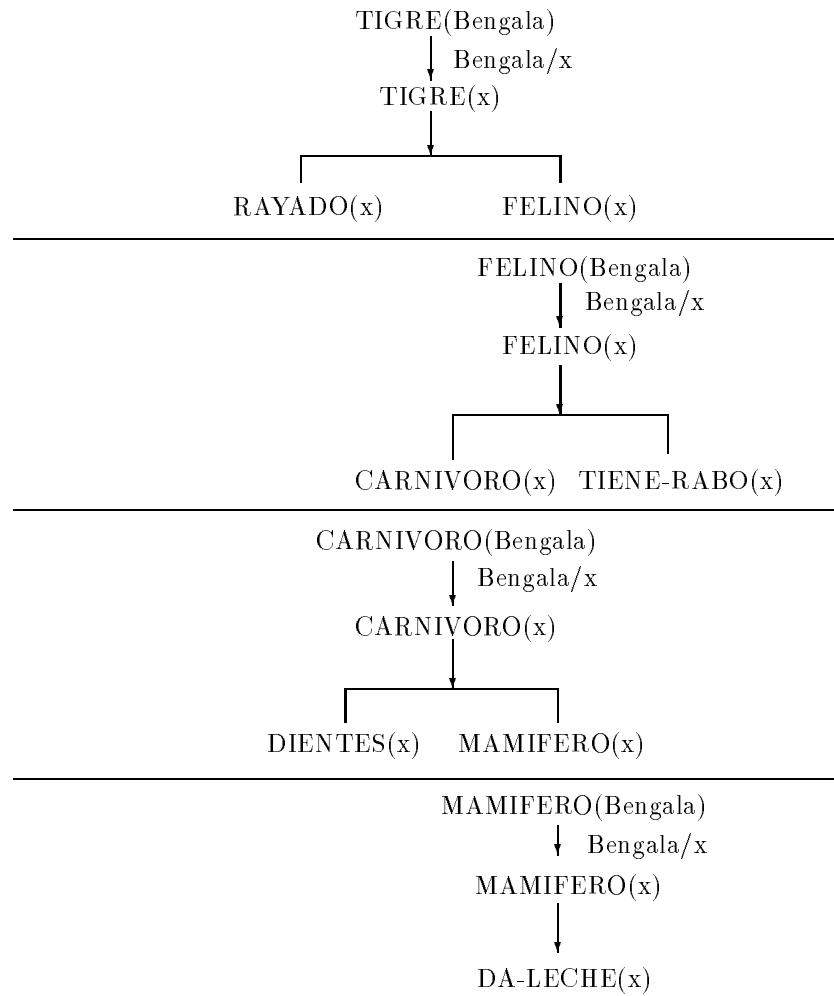 TIGRE(Bengala)
Bengala/x
TIGRE(x)
RAYADO(x) FELINO(x)
FELINO(Bengala)
Bengala/x
FELINO(x)
CARNIVORO(x) TIENE-RABO(x)
CARNIVORO(Bengala)
Bengala/x
CARNIVORO(x)
DIENTES(x) MAMIFERO(x)
MAMIFERO(Bengala)
Bengala/x
MAMIFERO(x)
DA-LECHE(x)